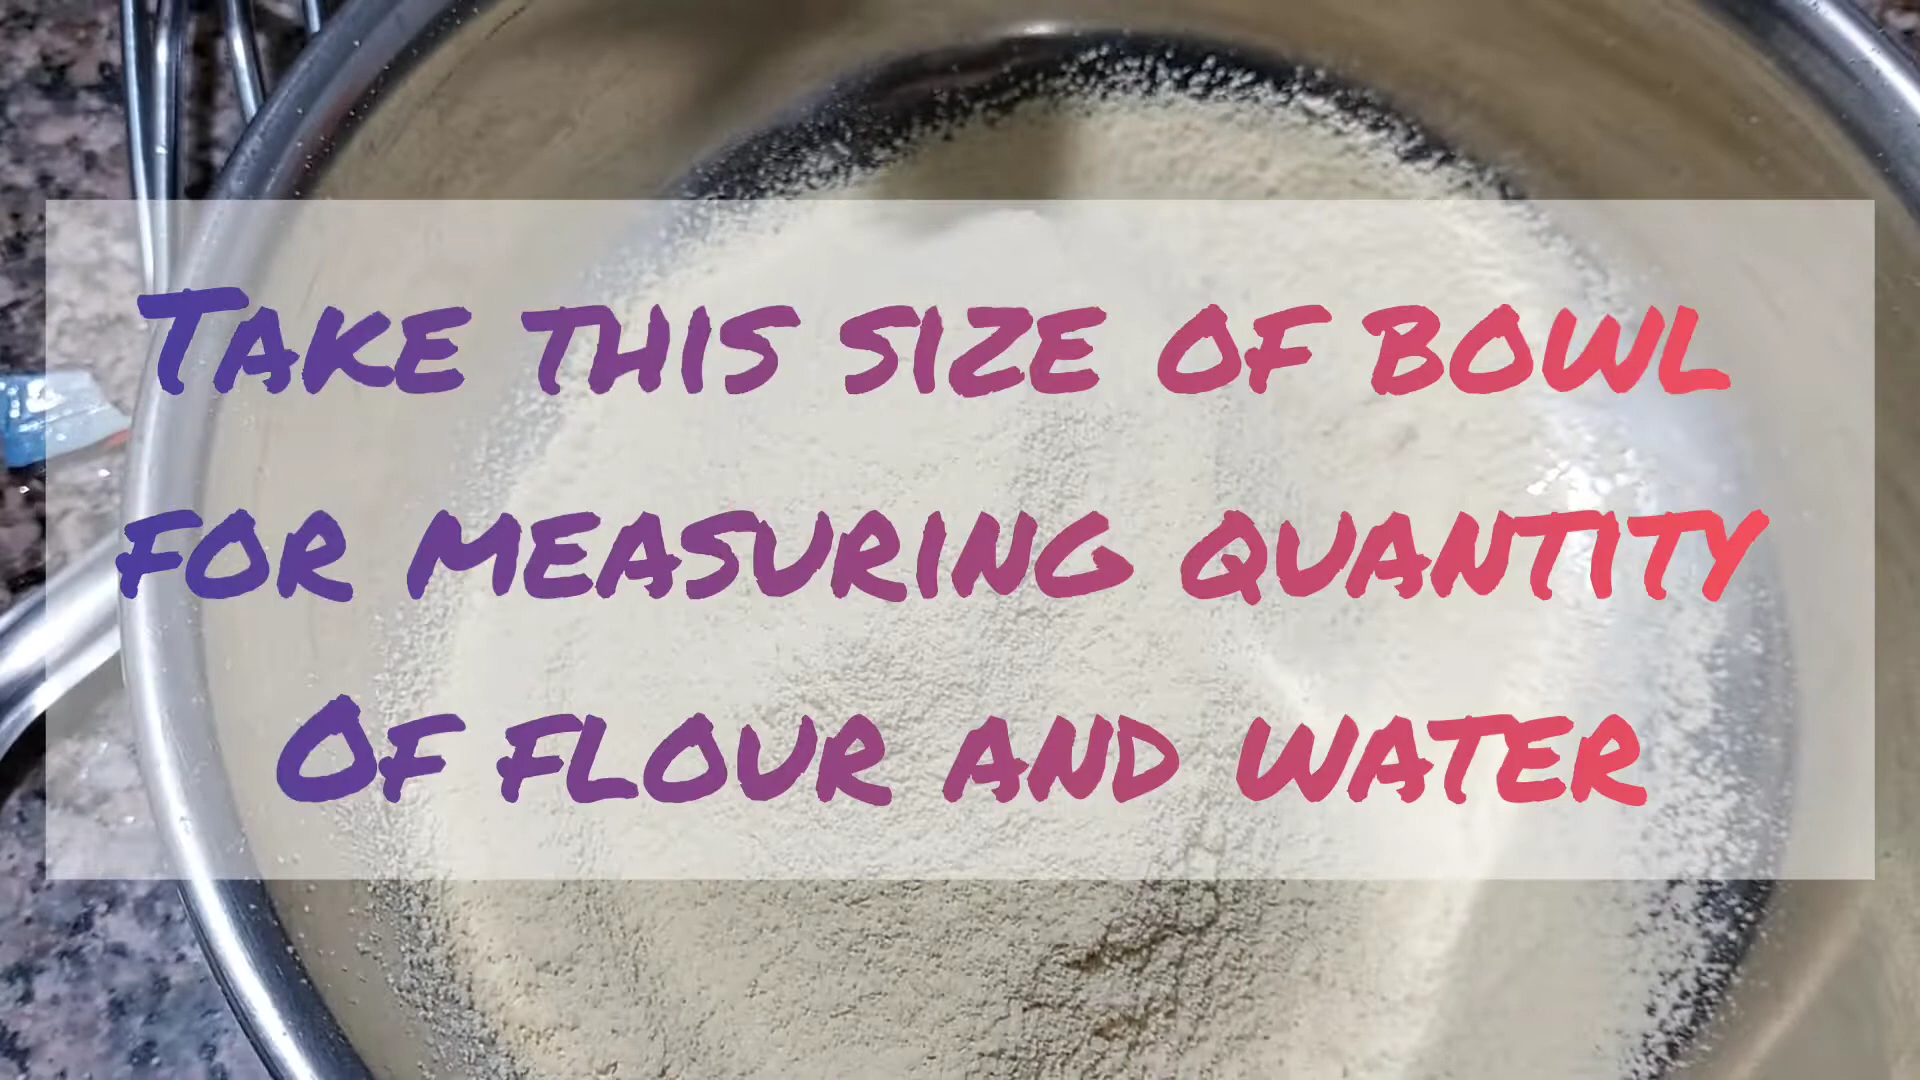 Take this size of bowl
for measuring quantity
Of flour and water